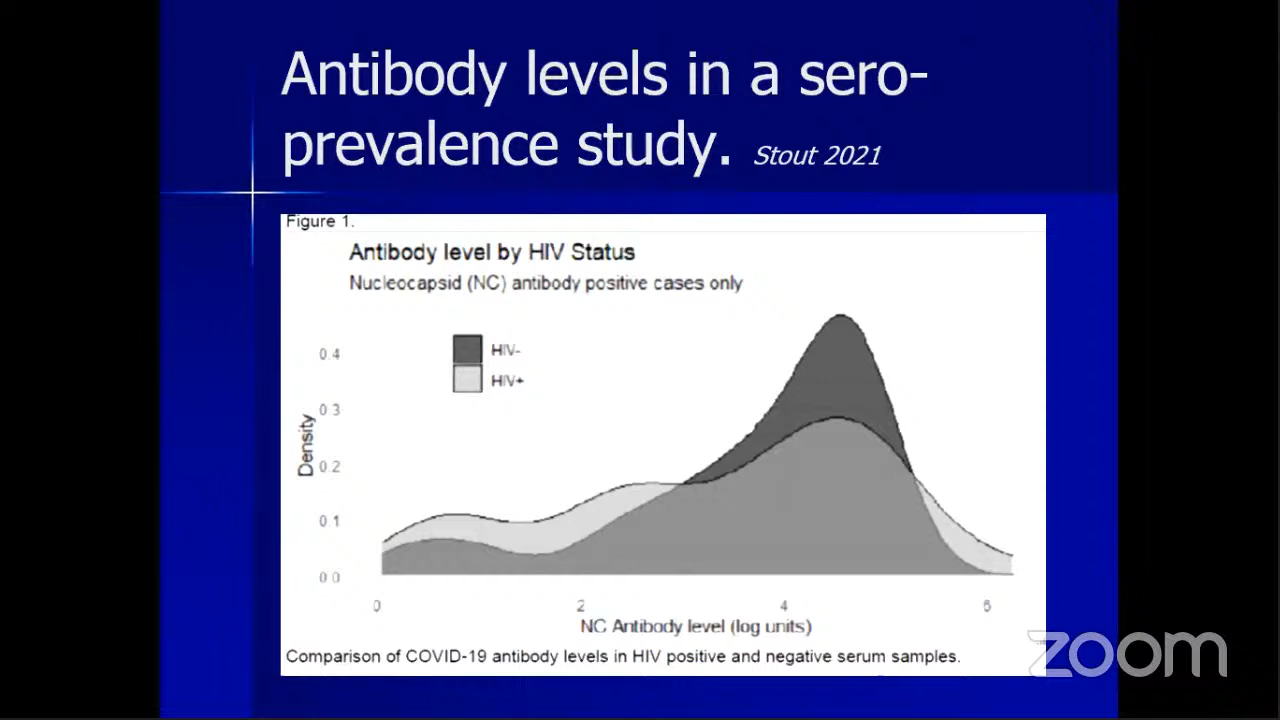 Antibody levels in a sero-
prevalence study. Stout 2021
Figure 1.
Antibody level by HIV Status
Nucleocapsid (NC) antibody positive cases only
HIV-
HIV+
Density
0.4
0.3
0.2
0.1
0.0
0 2 4 6
NC Antibody level (log units)
Comparison of COVID-19 antibody levels in HIV positive and negative serum samples.
zoom